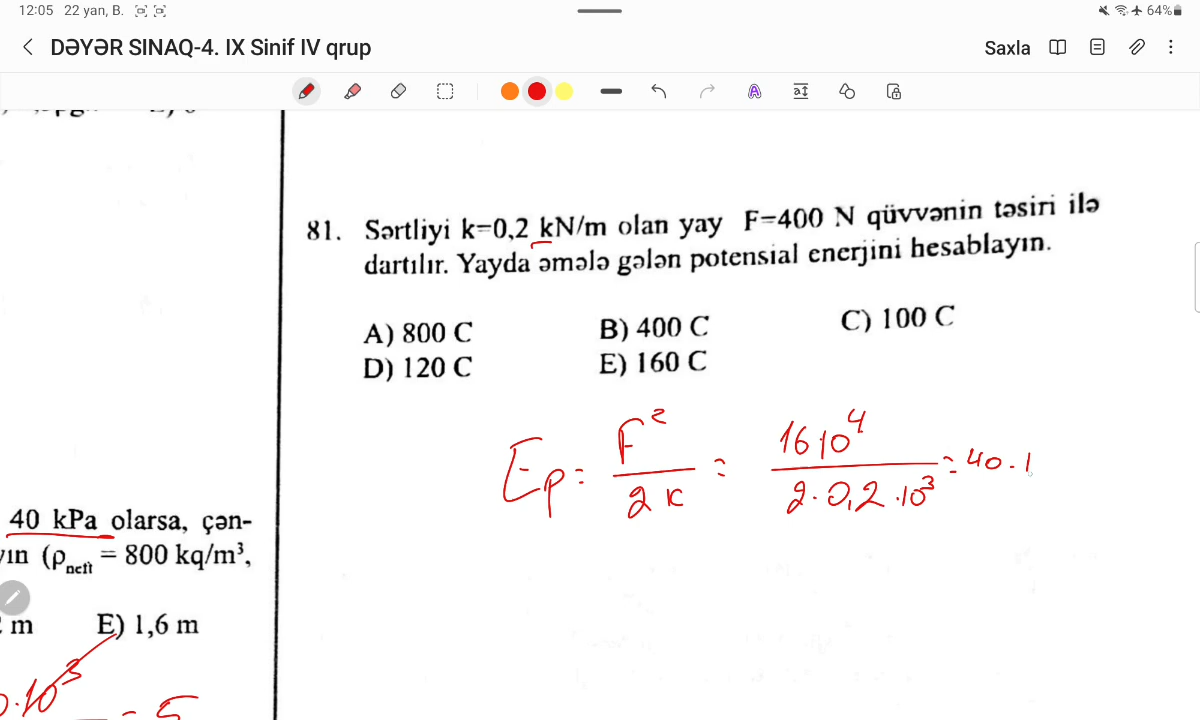 12:05 22 yan, B. 64%
DƏYƏR SINAQ-4. IX Sinif IV qrup
Saxla
81. Sərtliyi k=0,2 kN/m olan yay F=400 N qüvvənin təsiri ilə
dartılır. Yayda əmələ gələn potensial enerjini hesablayın.
A) 800 C B) 400 C C) 100 C
D) 120 C E) 160 C
Ep = F² / 2k = 16 10⁴ / 2·0,2·10³ = 40·1
40 kPa olarsa, çən-
(ρneft = 800 kq/m³,
m E) 1,6 m
·10³
= 5